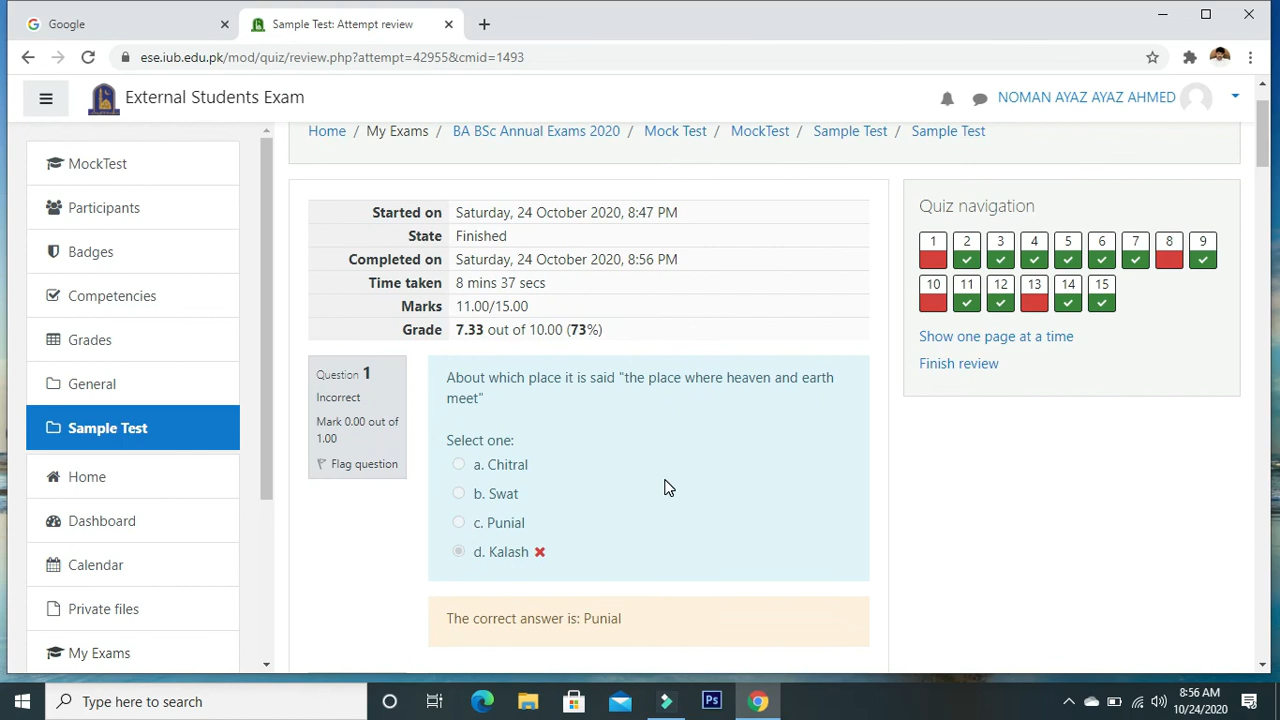 Google
Sample Test: Attempt review
ese.iub.edu.pk/mod/quiz/review.php?attempt=42955&cmid=1493
External Students Exam
NOMAN AYAZ AYAZ AHMED
Home / My Exams / BA BSc Annual Exams 2020 / Mock Test / MockTest / Sample Test / Sample Test
MockTest
Participants
Badges
Competencies
Grades
General
Sample Test
Home
Dashboard
Calendar
Private files
My Exams
Started on Saturday, 24 October 2020, 8:47 PM
State Finished
Completed on Saturday, 24 October 2020, 8:56 PM
Time taken 8 mins 37 secs
Marks 11.00/15.00
Grade 7.33 out of 10.00 (73%)
Question 1
Incorrect
Mark 0.00 out of
1.00
Flag question
About which place it is said "the place where heaven and earth
meet"
Select one:
a. Chitral
b. Swat
c. Punial
d. Kalash
The correct answer is: Punial
Quiz navigation
1 2 3 4 5 6 7 8 9
10 11 12 13 14 15
Show one page at a time
Finish review
Type here to search
Ps
8:56 AM
10/24/2020